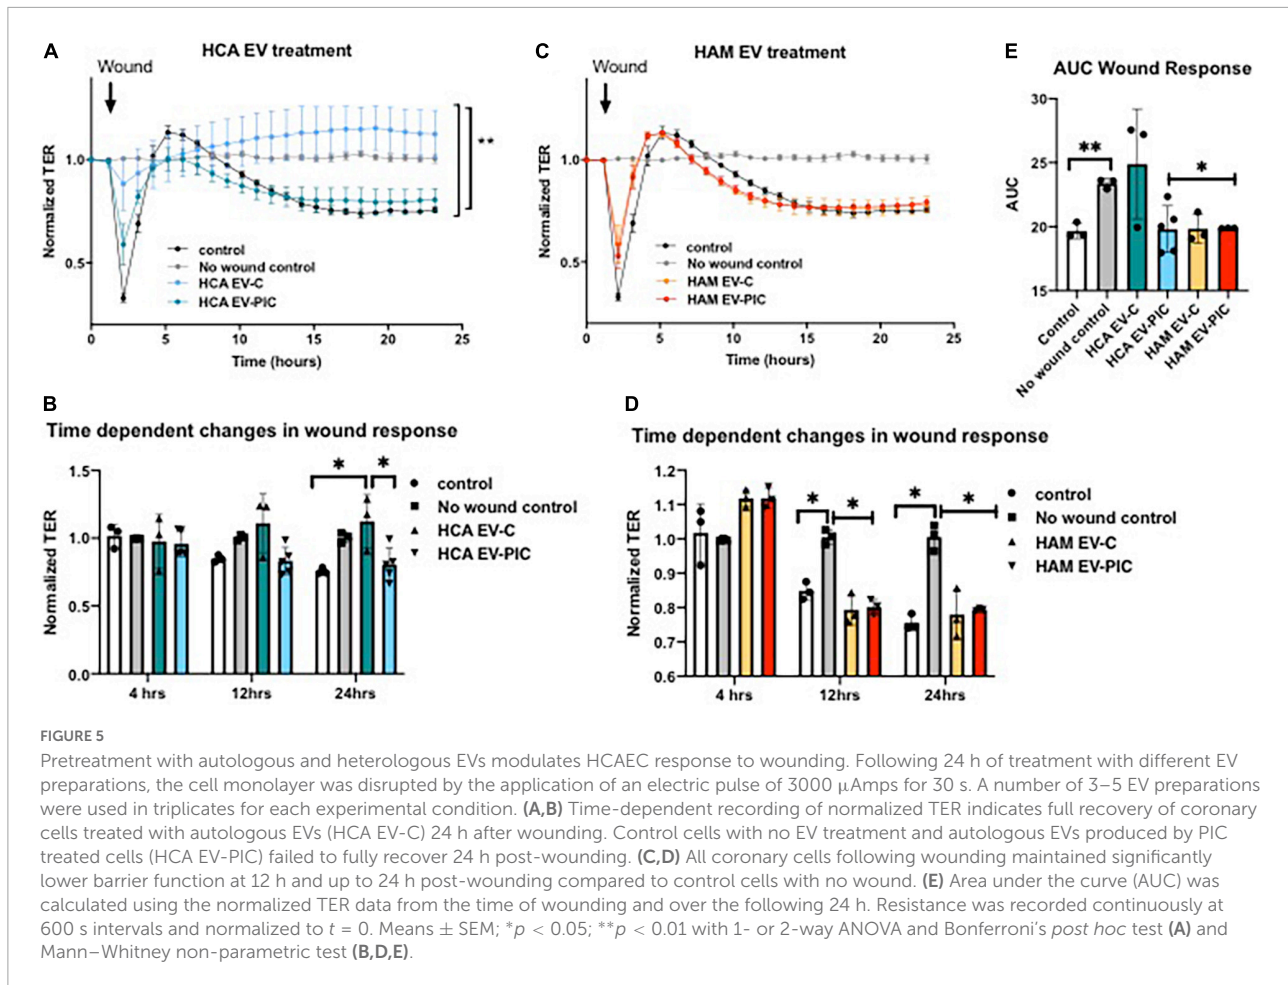 A
HCA EV treatment
Wound
Normalized TER
1.0
0.5
control
No wound control
HCA EV-C
HCA EV-PIC
**
0 5 10 15 20 25
Time (hours)
C
HAM EV treatment
Wound
Normalized TER
1.0
0.5
control
No wound control
HAM EV-C
HAM EV-PIC
0 5 10 15 20 25
Time (hours)
E
AUC Wound Response
AUC
30
25
20
15
**
*
Control
No wound control
HCA EV-C
HCA EV-PIC
HAM EV-C
HAM EV-PIC
B
Time dependent changes in wound response
Normalized TER
1.5
1.0
0.5
0.0
* *
control
No wound control
HCA EV-C
HCA EV-PIC
4 hrs 12hrs 24hrs
D
Time dependent changes in wound response
Normalized TER
1.2
1.1
1.0
0.9
0.8
0.7
0.6
* * * *
control
No wound control
HAM EV-C
HAM EV-PIC
4 hrs 12hrs 24hrs
FIGURE 5
Pretreatment with autologous and heterologous EVs modulates HCAEC response to wounding. Following 24 h of treatment with different EV
preparations, the cell monolayer was disrupted by the application of an electric pulse of 3000 μAmps for 30 s. A number of 3–5 EV preparations
were used in triplicates for each experimental condition. (A,B) Time-dependent recording of normalized TER indicates full recovery of coronary
cells treated with autologous EVs (HCA EV-C) 24 h after wounding. Control cells with no EV treatment and autologous EVs produced by PIC
treated cells (HCA EV-PIC) failed to fully recover 24 h post-wounding. (C,D) All coronary cells following wounding maintained significantly
lower barrier function at 12 h and up to 24 h post-wounding compared to control cells with no wound. (E) Area under the curve (AUC) was
calculated using the normalized TER data from the time of wounding and over the following 24 h. Resistance was recorded continuously at
600 s intervals and normalized to t = 0. Means ± SEM; *p < 0.05; **p < 0.01 with 1- or 2-way ANOVA and Bonferroni's post hoc test (A) and
Mann–Whitney non-parametric test (B,D,E).